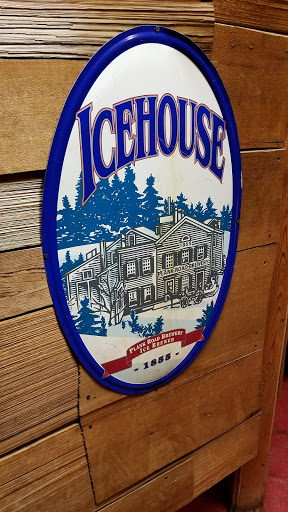 ICEHOUSE
PLANK ROAD BREWERY
ICE BREWED
- 1855 -